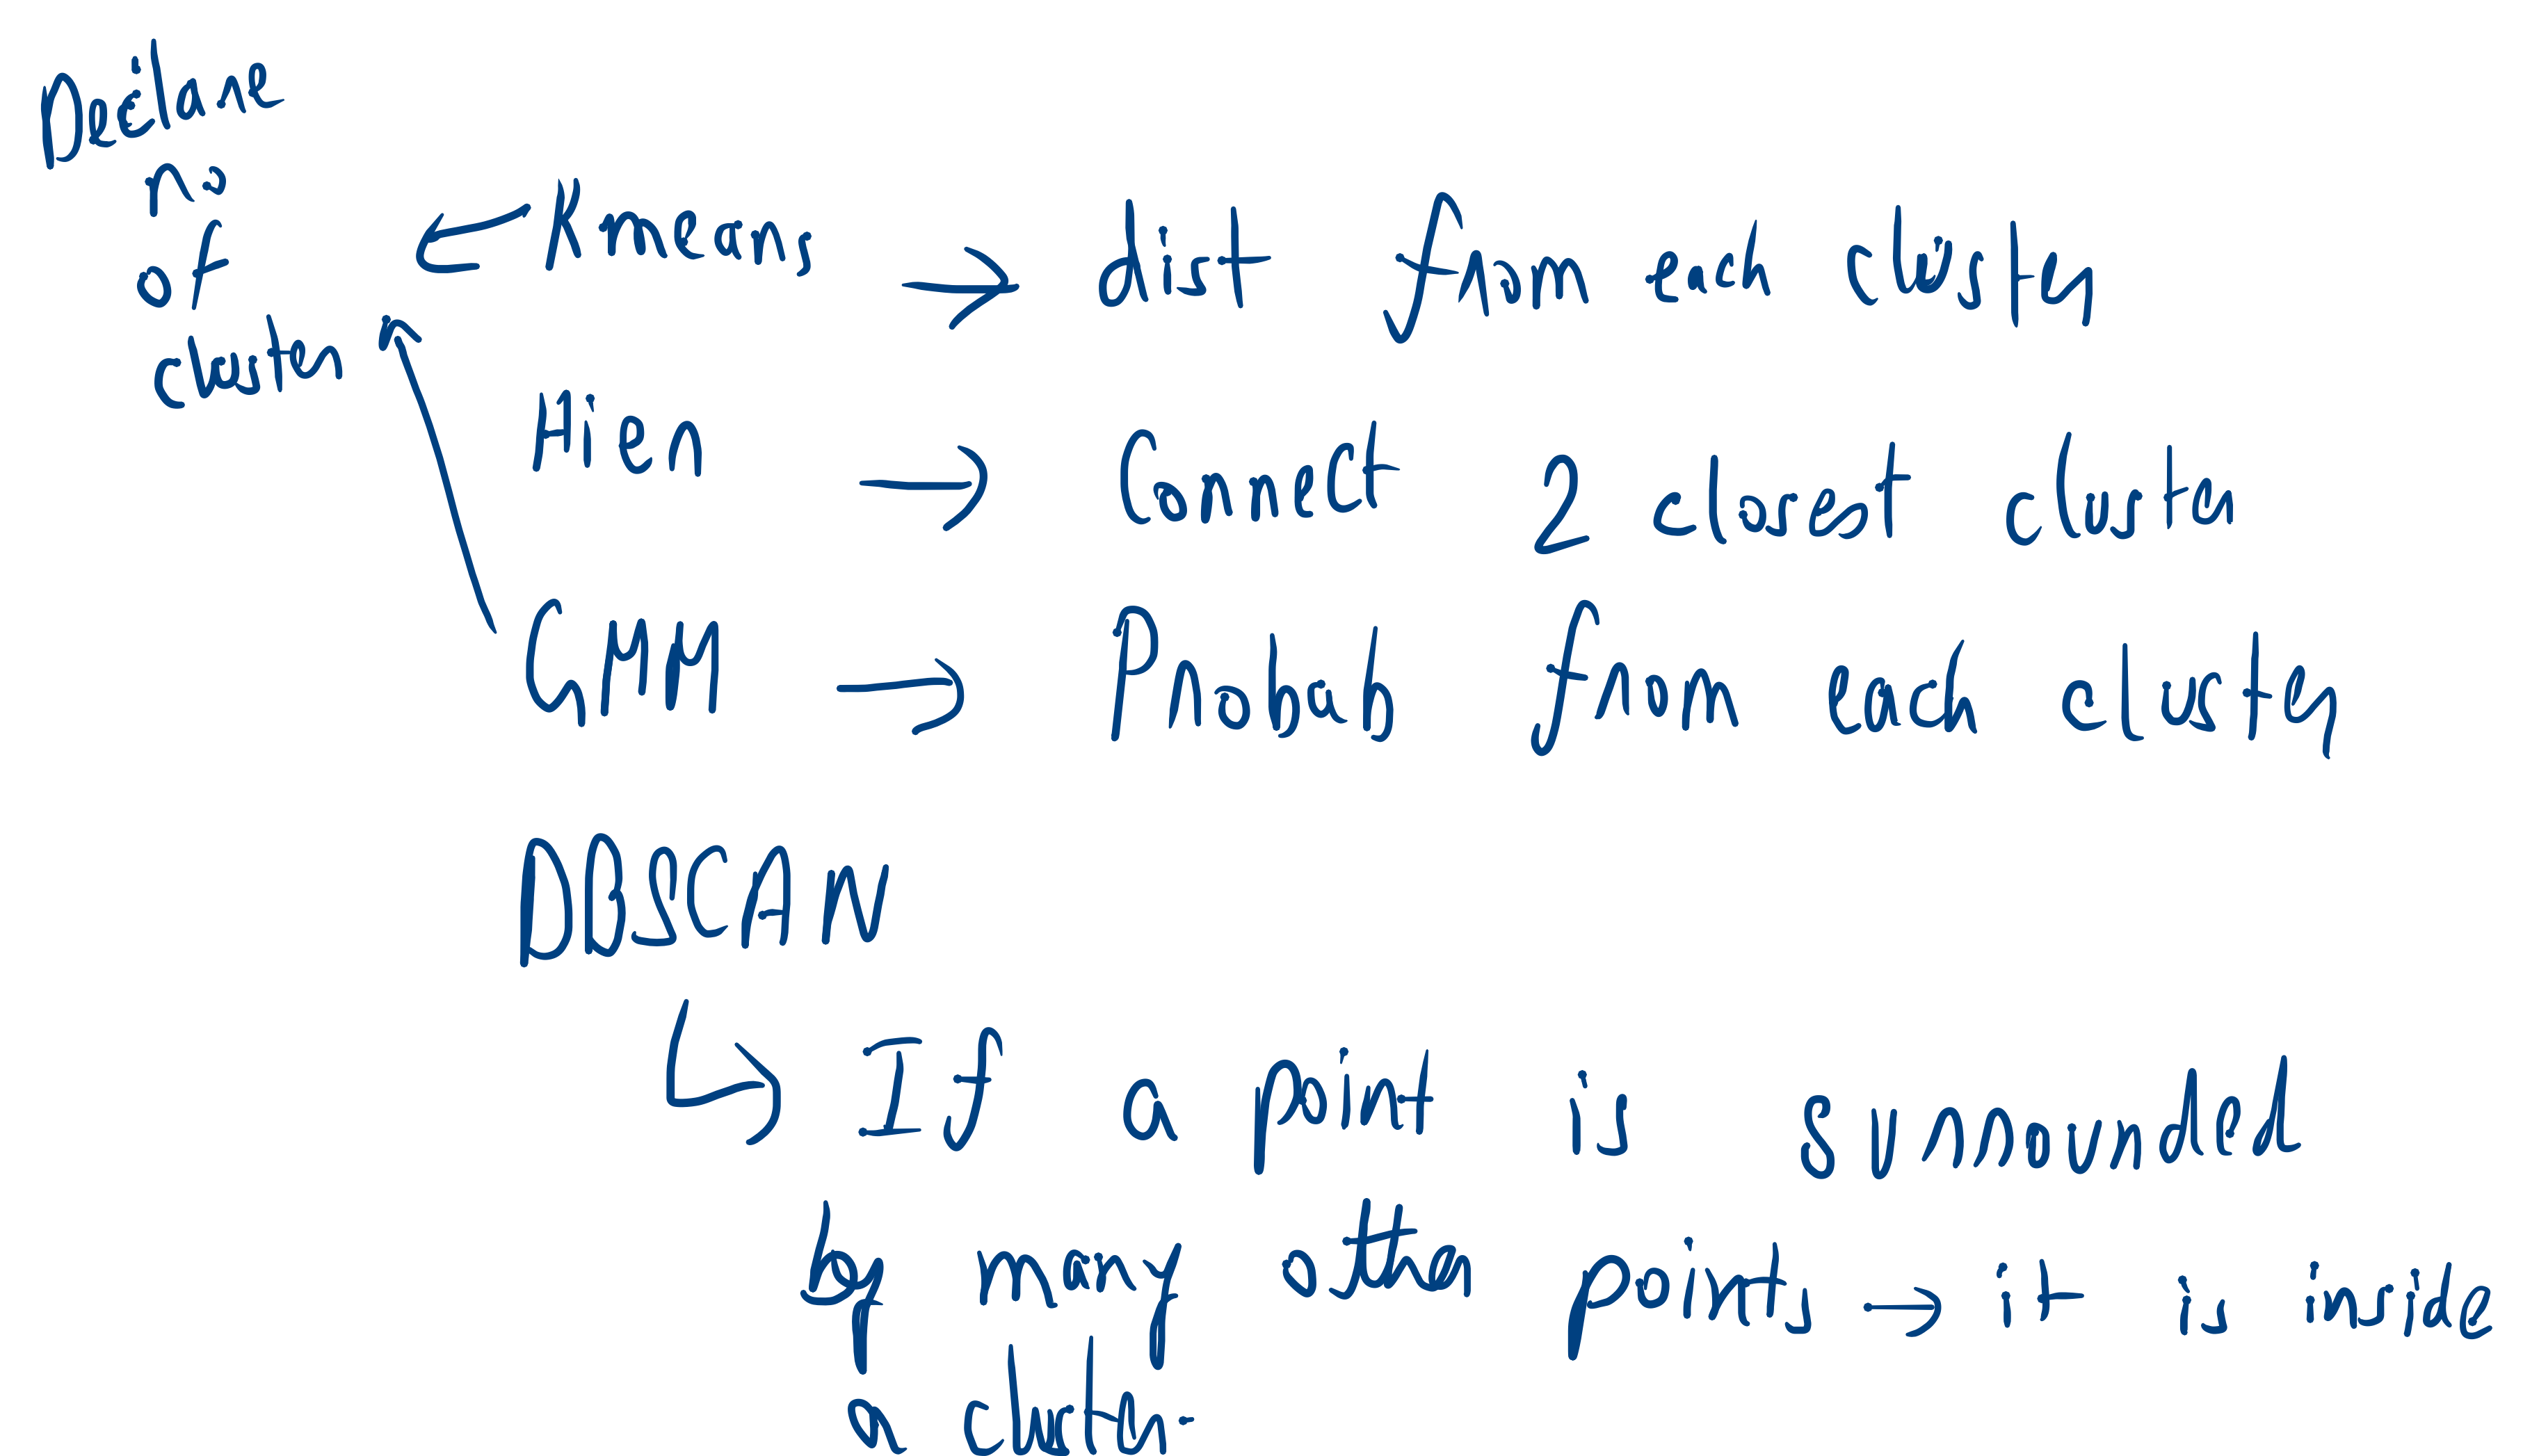 Declare
no
of
cluster
Kmeans → dist from each cluster
Hier → Connect 2 closest cluster
GMM → Probab from each cluster
DBSCAN
↳ If a point is surrounded
by many other points → it is inside
a cluster.